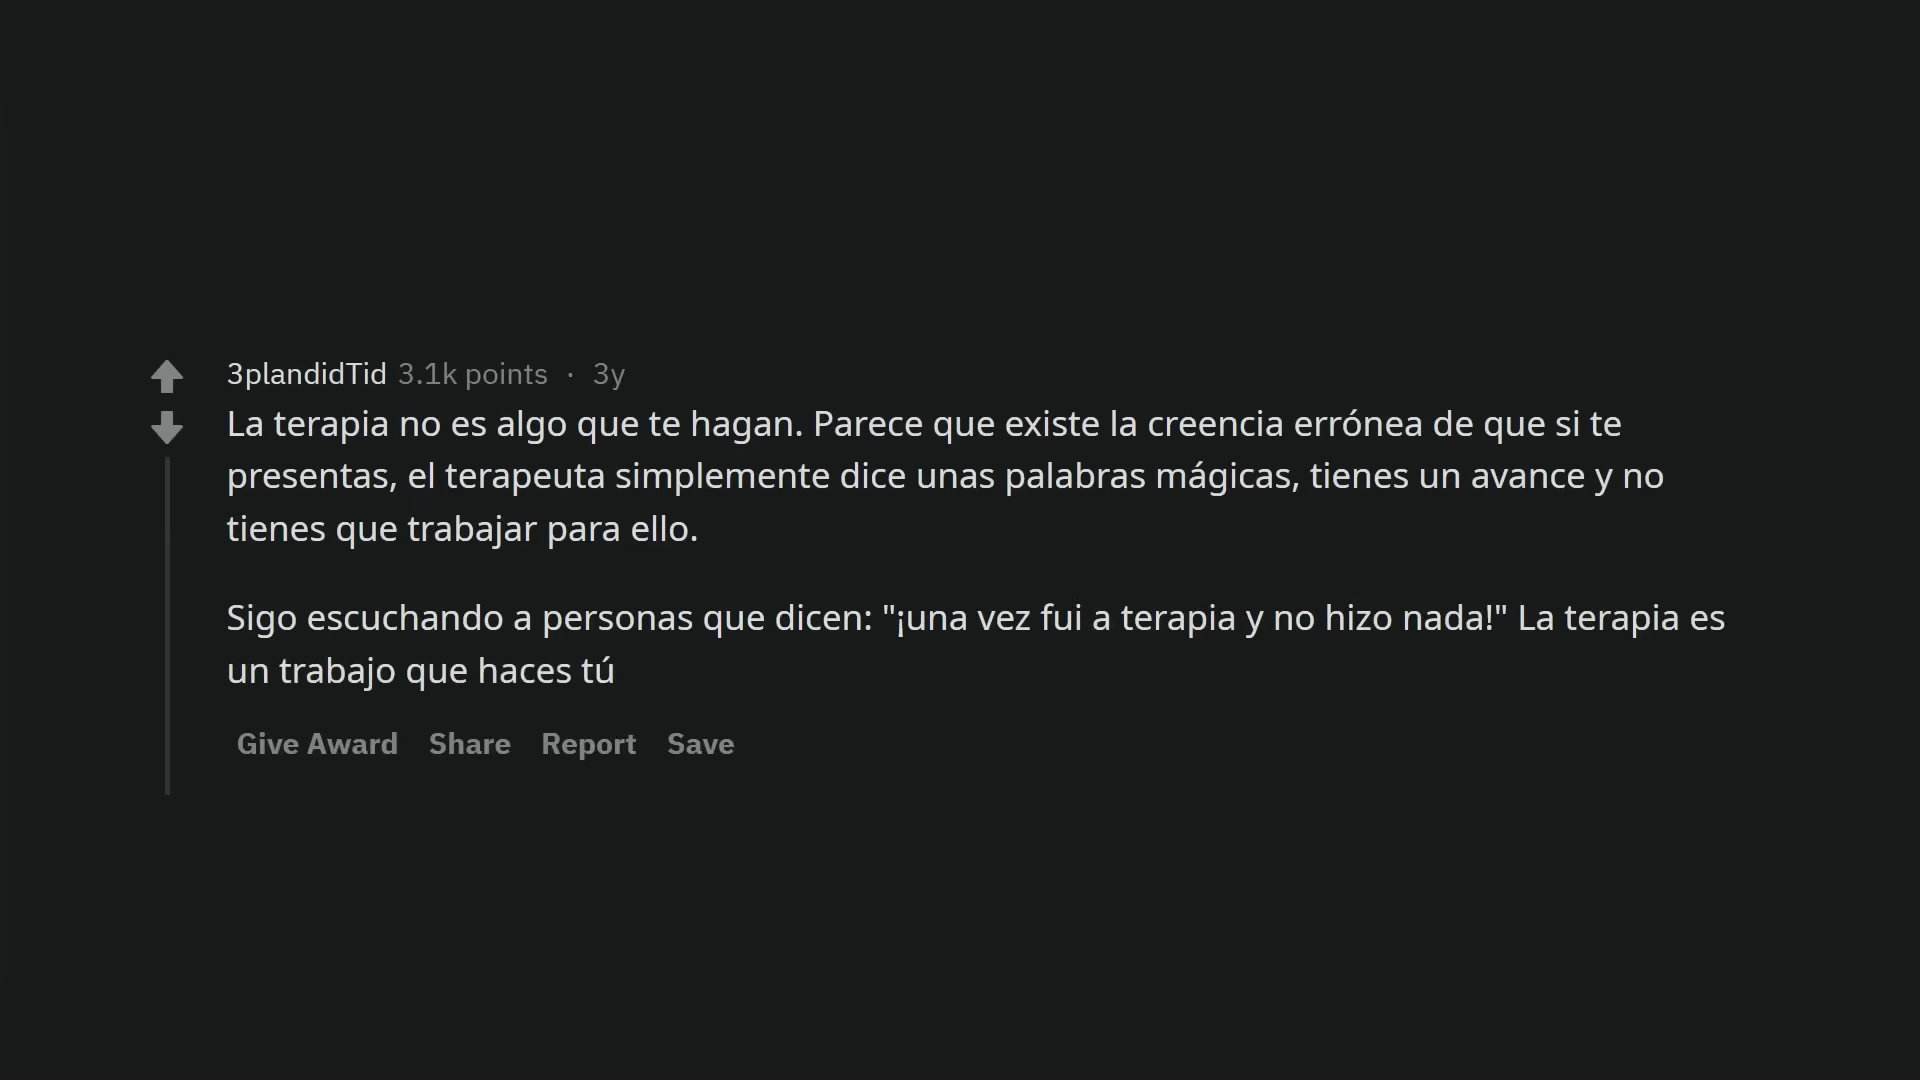 3plandidTid 3.1k points · 3y
La terapia no es algo que te hagan. Parece que existe la creencia errónea de que si te
presentas, el terapeuta simplemente dice unas palabras mágicas, tienes un avance y no
tienes que trabajar para ello.
Sigo escuchando a personas que dicen: "¡una vez fui a terapia y no hizo nada!" La terapia es
un trabajo que haces tú
Give Award Share Report Save